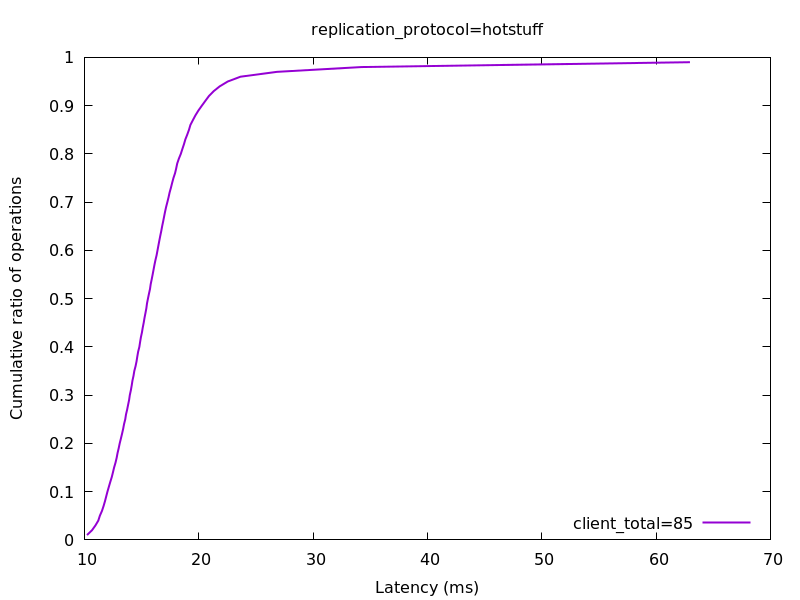 replication_protocol=hotstuff
1
0.9
0.8
0.7
0.6
0.5
0.4
0.3
0.2
0.1
0
Cumulative ratio of operations
client_total=85
10 20 30 40 50 60 70
Latency (ms)